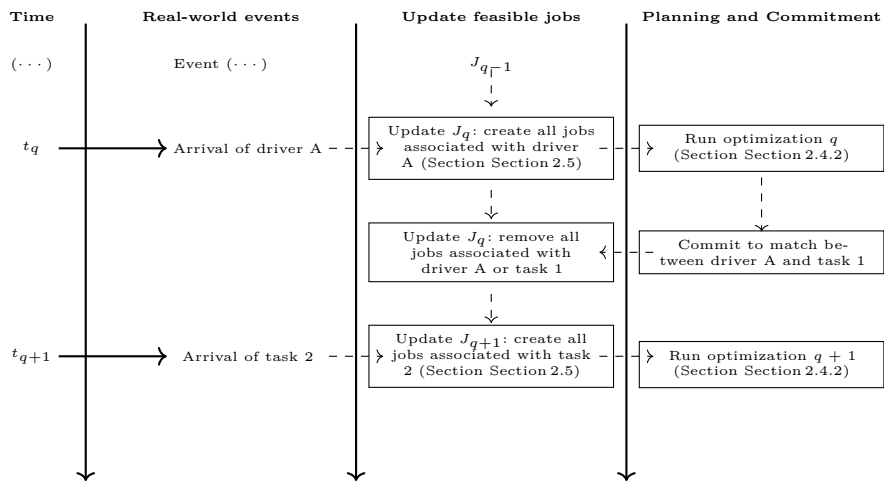 Time Real-world events Update feasible jobs Planning and Commitment
(· · ·) Event (· · ·) J_{q−1}
t_q Arrival of driver A
Update J_q: create all jobs
associated with driver
A (Section Section 2.5)
Run optimization q
(Section Section 2.4.2)
Update J_q: remove all
jobs associated with
driver A or task 1
Commit to match be-
tween driver A and task 1
t_{q+1} Arrival of task 2
Update J_{q+1}: create all
jobs associated with task
2 (Section Section 2.5)
Run optimization q + 1
(Section Section 2.4.2)